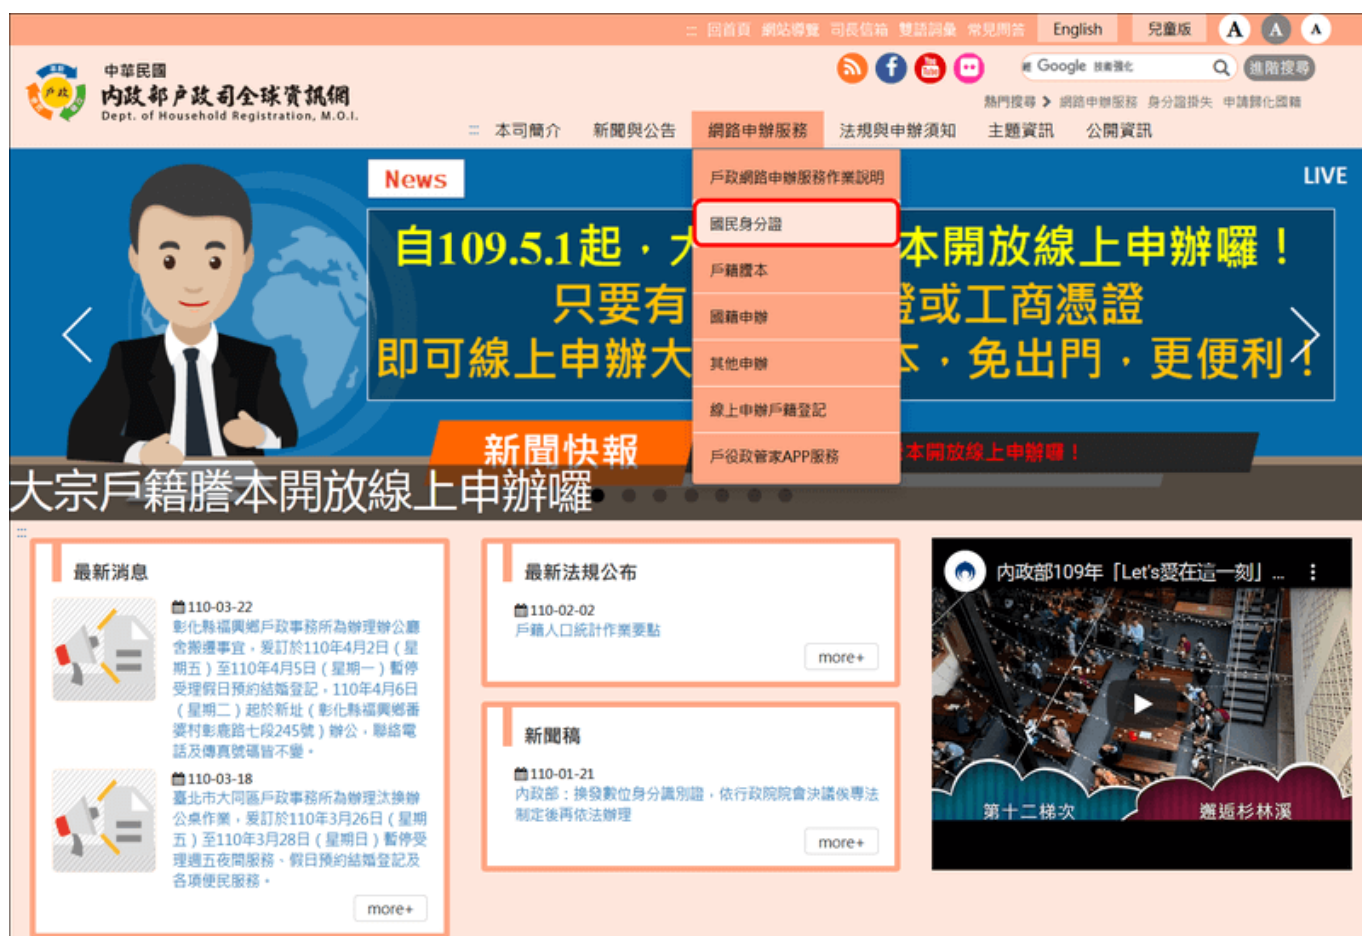 ::: 回首頁 網站導覽 司長信箱 雙語詞彙 常見問答 English 兒童版 A A A
中華民國
內政部戶政司全球資訊網
Dept. of Household Registration, M.O.I.
戶政
Google 技術強化
進階搜尋
熱門搜尋 網路申辦服務 身分證掛失 申請歸化國籍
::: 本司簡介 新聞與公告 網路申辦服務 法規與申辦須知 主題資訊 公開資訊
戶政網路申辦服務作業說明
國民身分證
戶籍謄本
國籍申辦
其他申辦
線上申辦戶籍登記
戶役政管家APP服務
News
LIVE
自109.5.1起,大 本開放線上申辦囉!
只要有 證或工商憑證
即可線上申辦大 本,免出門,更便利!
新聞快報
本開放線上申辦囉!
大宗戶籍謄本開放線上申辦囉
:::
最新消息
110-03-22
彰化縣福興鄉戶政事務所為辦理辦公廳
舍搬遷事宜,爰訂於110年4月2日(星
期五)至110年4月5日(星期一)暫停
受理假日預約結婚登記,110年4月6日
(星期二)起於新址(彰化縣福興鄉番
婆村彰鹿路七段245號)辦公,聯絡電
話及傳真號碼皆不變。
110-03-18
臺北市大同區戶政事務所為辦理汰換辦
公桌作業,爰訂於110年3月26日(星期
五)至110年3月28日(星期日)暫停受
理週五夜間服務、假日預約結婚登記及
各項便民服務。
more+
最新法規公布
110-02-02
戶籍人口統計作業要點
more+
新聞稿
110-01-21
內政部:換發數位身分識別證,依行政院院會決議俟專法
制定後再依法辦理
more+
內政部109年「Let's愛在這一刻」...
第十二梯次
邂逅杉林溪